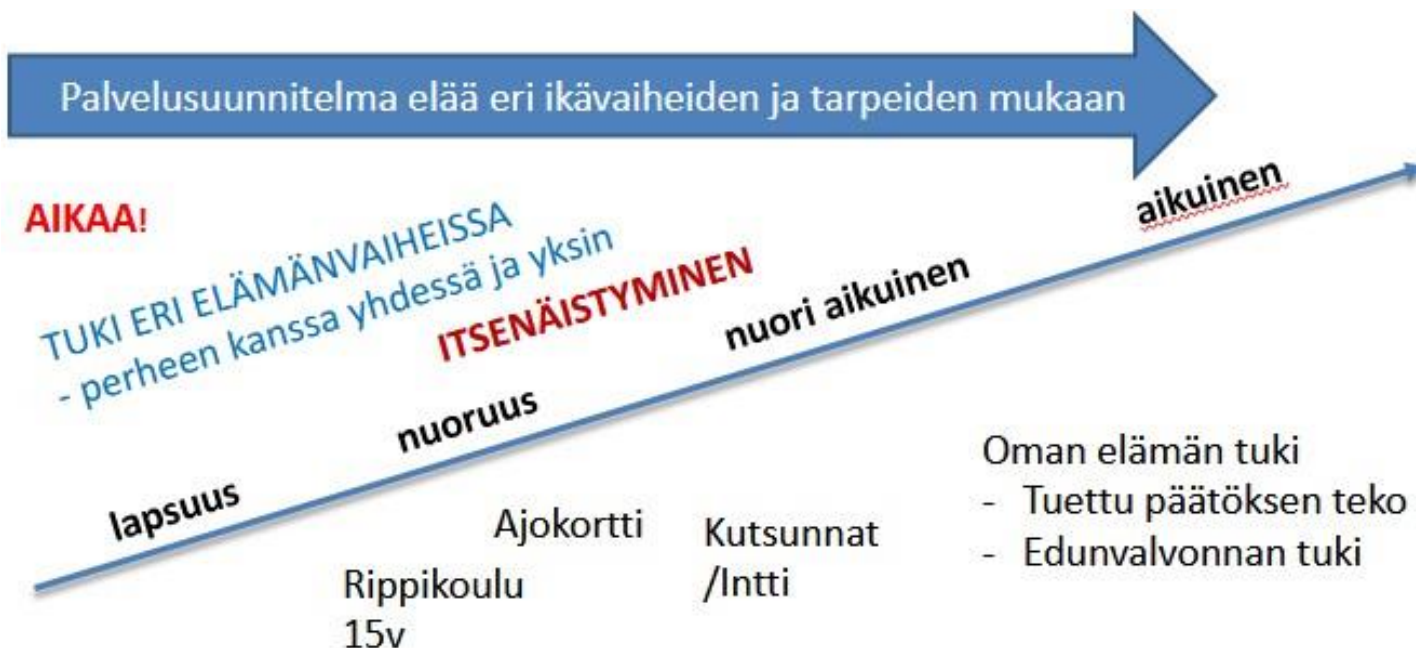 Palvelusuunnitelma elää eri ikävaiheiden ja tarpeiden mukaan
AIKAA!
TUKI ERI ELÄMÄNVAIHEISSA
- perheen kanssa yhdessä ja yksin
ITSENÄISTYMINEN
lapsuus
nuoruus
nuori aikuinen
aikuinen
Rippikoulu
15v
Ajokortti
Kutsunnat
/Intti
Oman elämän tuki
- Tuettu päätöksen teko
- Edunvalvonnan tuki